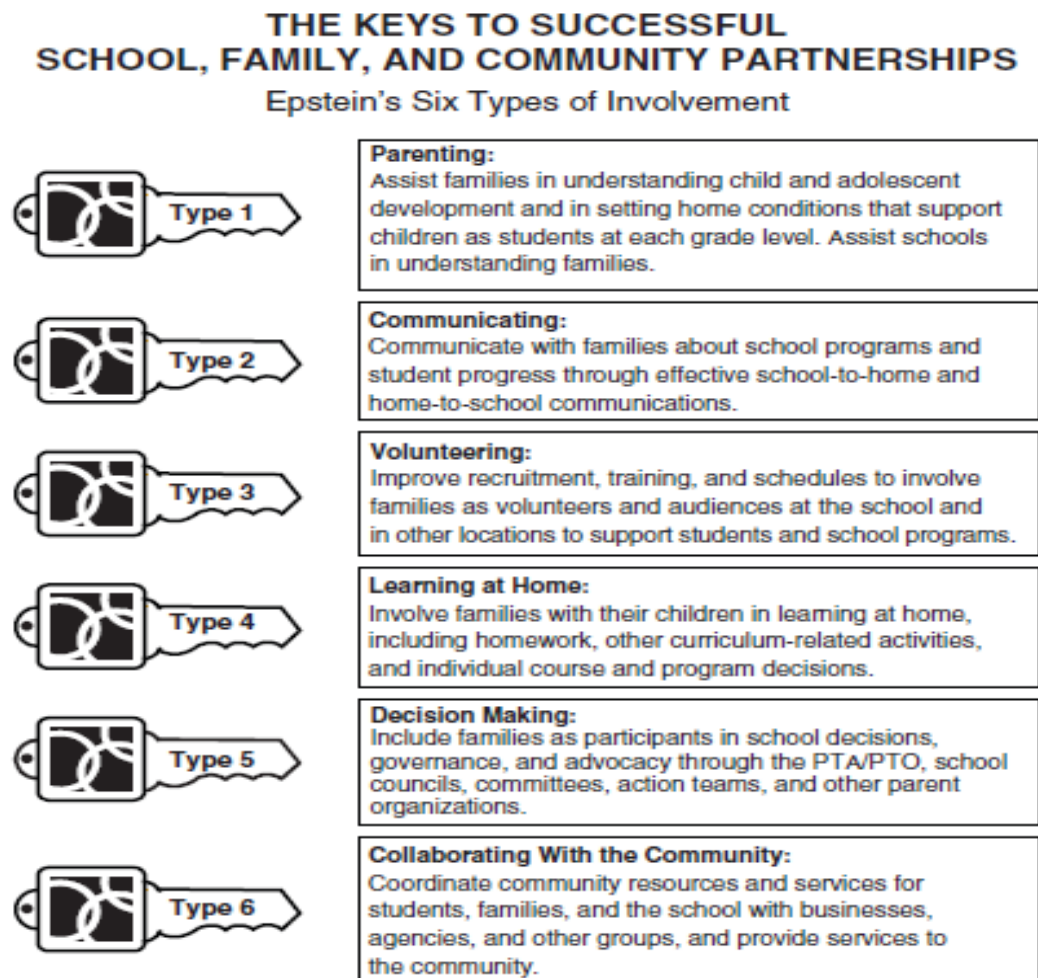 THE KEYS TO SUCCESSFUL
SCHOOL, FAMILY, AND COMMUNITY PARTNERSHIPS
Epstein's Six Types of Involvement
Type 1
Parenting:
Assist families in understanding child and adolescent
development and in setting home conditions that support
children as students at each grade level. Assist schools
in understanding families.
Type 2
Communicating:
Communicate with families about school programs and
student progress through effective school-to-home and
home-to-school communications.
Type 3
Volunteering:
Improve recruitment, training, and schedules to involve
families as volunteers and audiences at the school and
in other locations to support students and school programs.
Type 4
Learning at Home:
Involve families with their children in learning at home,
including homework, other curriculum-related activities,
and individual course and program decisions.
Type 5
Decision Making:
Include families as participants in school decisions,
governance, and advocacy through the PTA/PTO, school
councils, committees, action teams, and other parent
organizations.
Type 6
Collaborating With the Community:
Coordinate community resources and services for
students, families, and the school with businesses,
agencies, and other groups, and provide services to
the community.